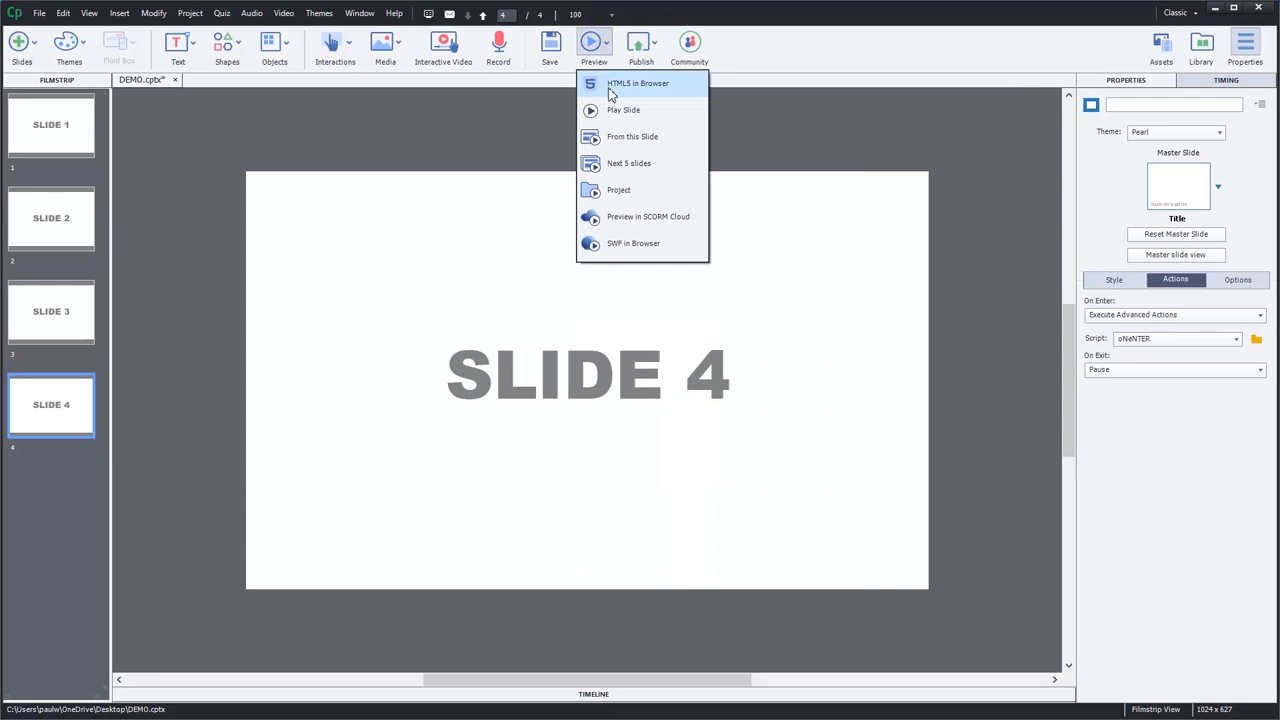 Cp File Edit View Insert Modify Project Quiz Audio Video Themes Window Help 4 / 4 100 Classic
Slides Themes Fluid Box Text Shapes Objects Interactions Media Interactive Video Record Save Preview Publish Community Assets Library Properties
FILMSTRIP DEMO.cptx* × PROPERTIES TIMING
HTML5 in Browser
Play Slide
From this Slide
Next 5 slides
Project
Preview in SCORM Cloud
SWF in Browser
SLIDE 1
1
SLIDE 2
2
SLIDE 3
3
SLIDE 4
4
SLIDE 4
Theme: Pearl
Master Slide
Title
Reset Master Slide
Master slide view
Style Actions Options
On Enter:
Execute Advanced Actions
Script: oNeNTER
On Exit:
Pause
TIMELINE
C:\Users\paulw\OneDrive\Desktop\DEMO.cptx Filmstrip View 1024 x 627